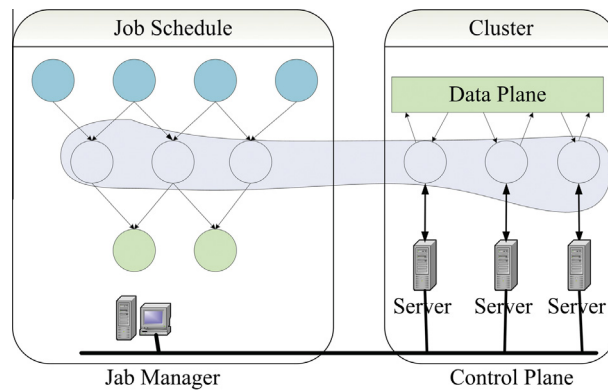 Job Schedule
Cluster
Data Plane
Server
Server
Server
Jab Manager
Control Plane